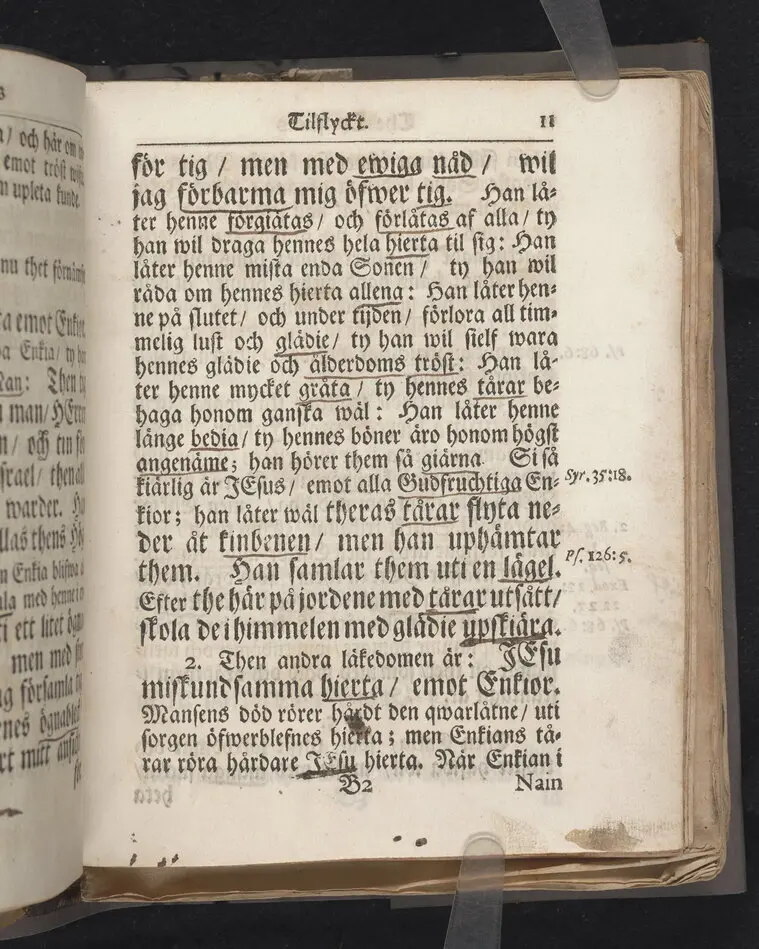 Tilflyckt. 11
för tig / men med ewiga nåd / wil
jag förbarma mig öfwer tig. Han lå-
ter henne förgiätas / och förlåtas af alla / ty
han wil draga hennes hela hierta til sig: Han
låter henne mista enda Sonen / ty han wil
råda om hennes hierta allena: Han låter hen-
ne på slutet / och under tijden / förlora all tim-
melig lust och glädie / ty han wil sielf wara
hennes glädie och ålderdoms tröst: Han lå-
ter henne mycket gråta / ty hennes tårar be-
haga honom ganska wäl: Han låter henne
länge bedia / ty hennes böner äro honom högst
angenäme; han hörer them så giärna. Si så
kiärlig är JEsus / emot alla Gudfruchtiga En-
Syr. 35:18.
kior; han låter wäl theras tårar flyta ne-
der åt kinbenen / men han uphämtar
them. Han samlar them uti en lägel.
Ps. 126:5.
Efter the här på jordene med tårar utsått /
skola de i himmelen med glädie upskiära.
2. Then andra läkedomen är: JEsu
miskundsamma hierta / emot Enkior.
Mansens död rörer hårdt den qwarlåtne / uti
sorgen öfwerblefnes hierta; men Enkians tå-
rar röra hårdare JEsu hierta. När Enkian i
B2 Nain